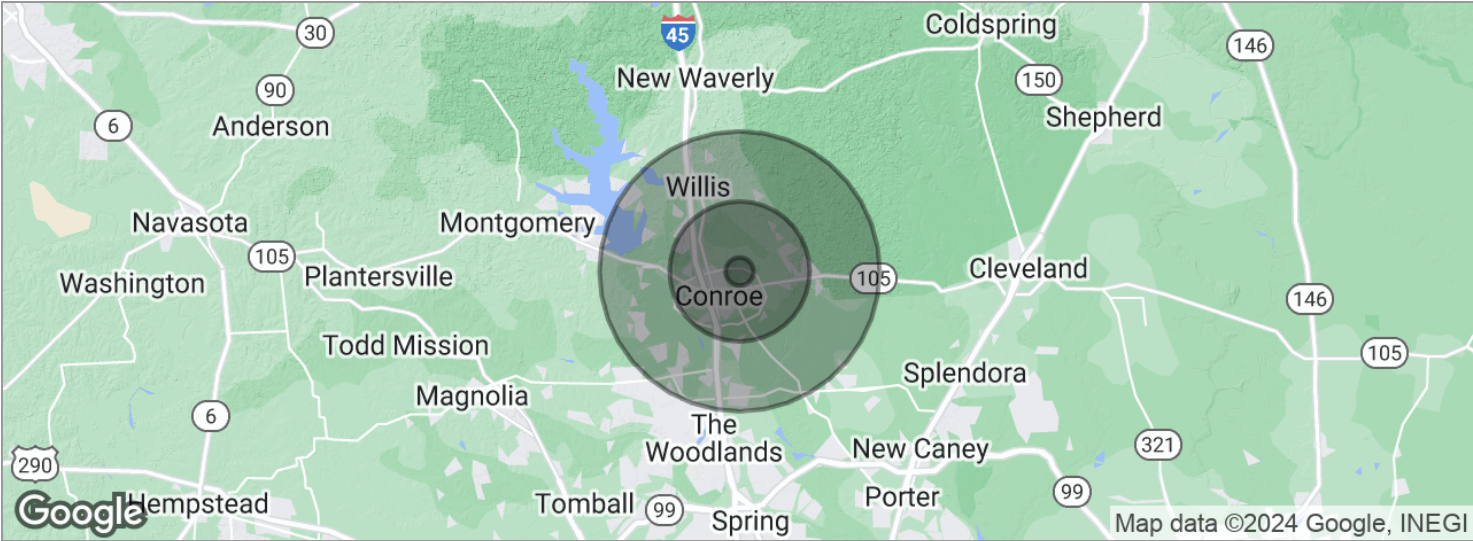 Coldspring
30
45
146
New Waverly
150
90
Shepherd
6
Anderson
Willis
Navasota
Montgomery
105
Cleveland
Plantersville
105
Washington
Conroe
146
Todd Mission
105
Splendora
Magnolia
6
The
Woodlands
321
New Caney
290
99
Porter
Hempstead
Tomball
99
Spring
Google
Map data ©2024 Google, INEGI